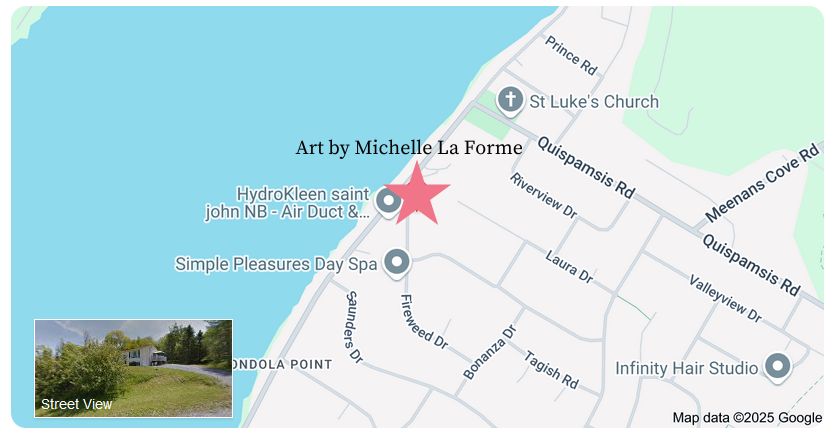 Prince Rd
St Luke's Church
Art by Michelle La Forme
Quispamsis Rd
Meenans Cove Rd
HydroKleen saint
john NB - Air Duct &...
Riverview Dr
Simple Pleasures Day Spa
Laura Dr
Quispamsis Rd
Valleyview Dr
Saunders Dr
Fireweed Dr
Bonanza Dr
Tagish Rd
ONDOLA POINT
Infinity Hair Studio
Street View
Map data ©2025 Google